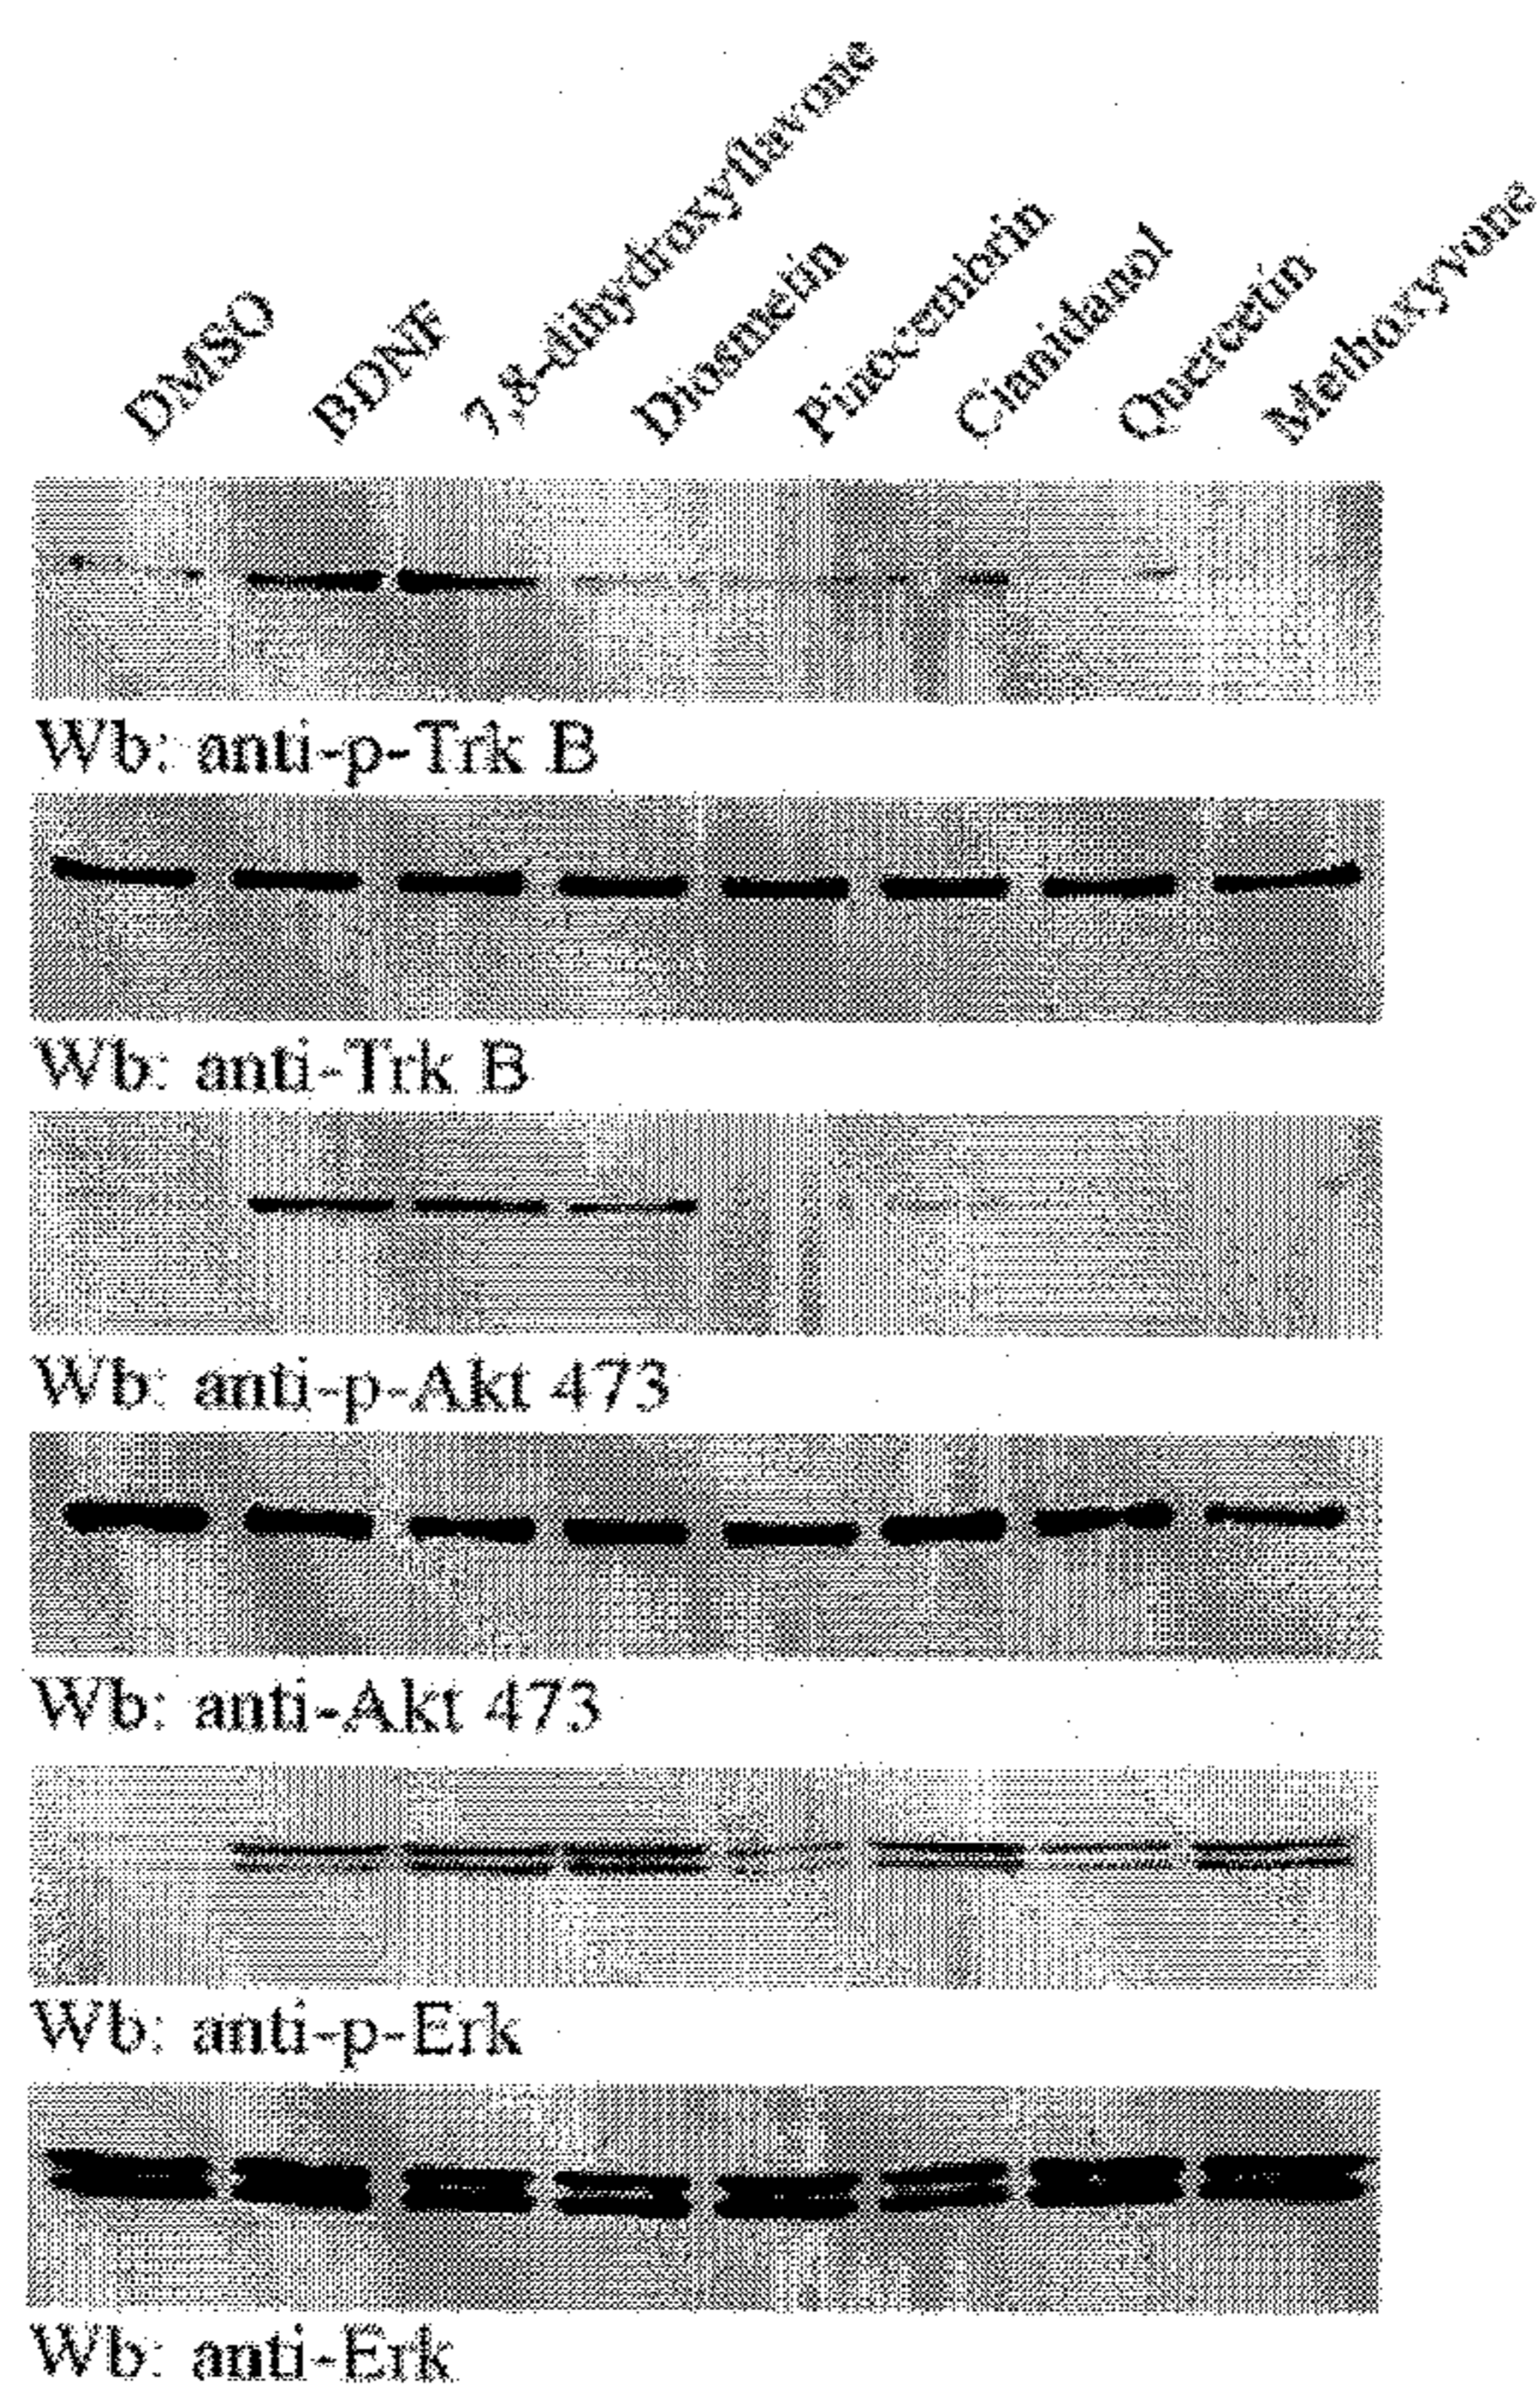 DMSO
BDNF
7,8-dihydroxyflavone
Diosmetin
Pinocembrin
Cianidanol
Quercetin
Methoxyvone
Wb: anti-p-Trk B
Wb: anti-Trk B
Wb: anti-p-Akt 473
Wb: anti-Akt 473
Wb: anti-p-Erk
Wb: anti-Erk